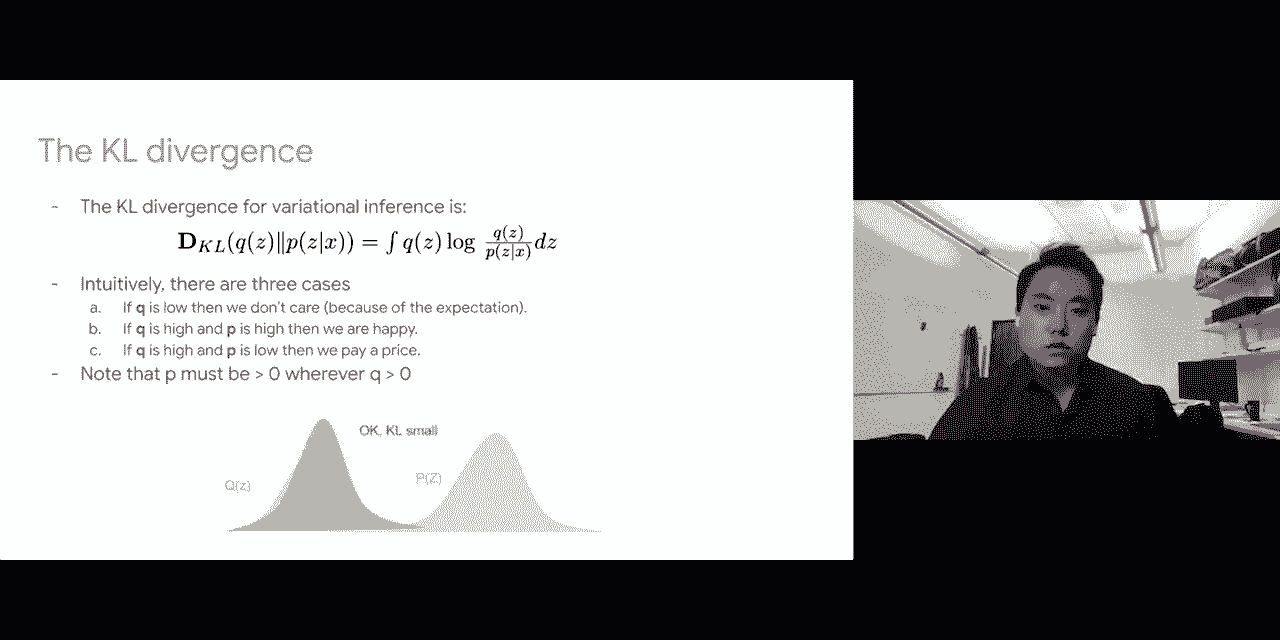 The KL divergence
- The KL divergence for variational inference is:
D_{KL}(q(z)‖p(z|x)) = ∫ q(z) log \frac{q(z)}{p(z|x)} dz
- Intuitively, there are three cases
a. If q is low then we don't care (because of the expectation).
b. If q is high and p is high then we are happy.
c. If q is high and p is low then we pay a price.
- Note that p must be > 0 wherever q > 0
OK, KL small
Q(z)
P(Z)